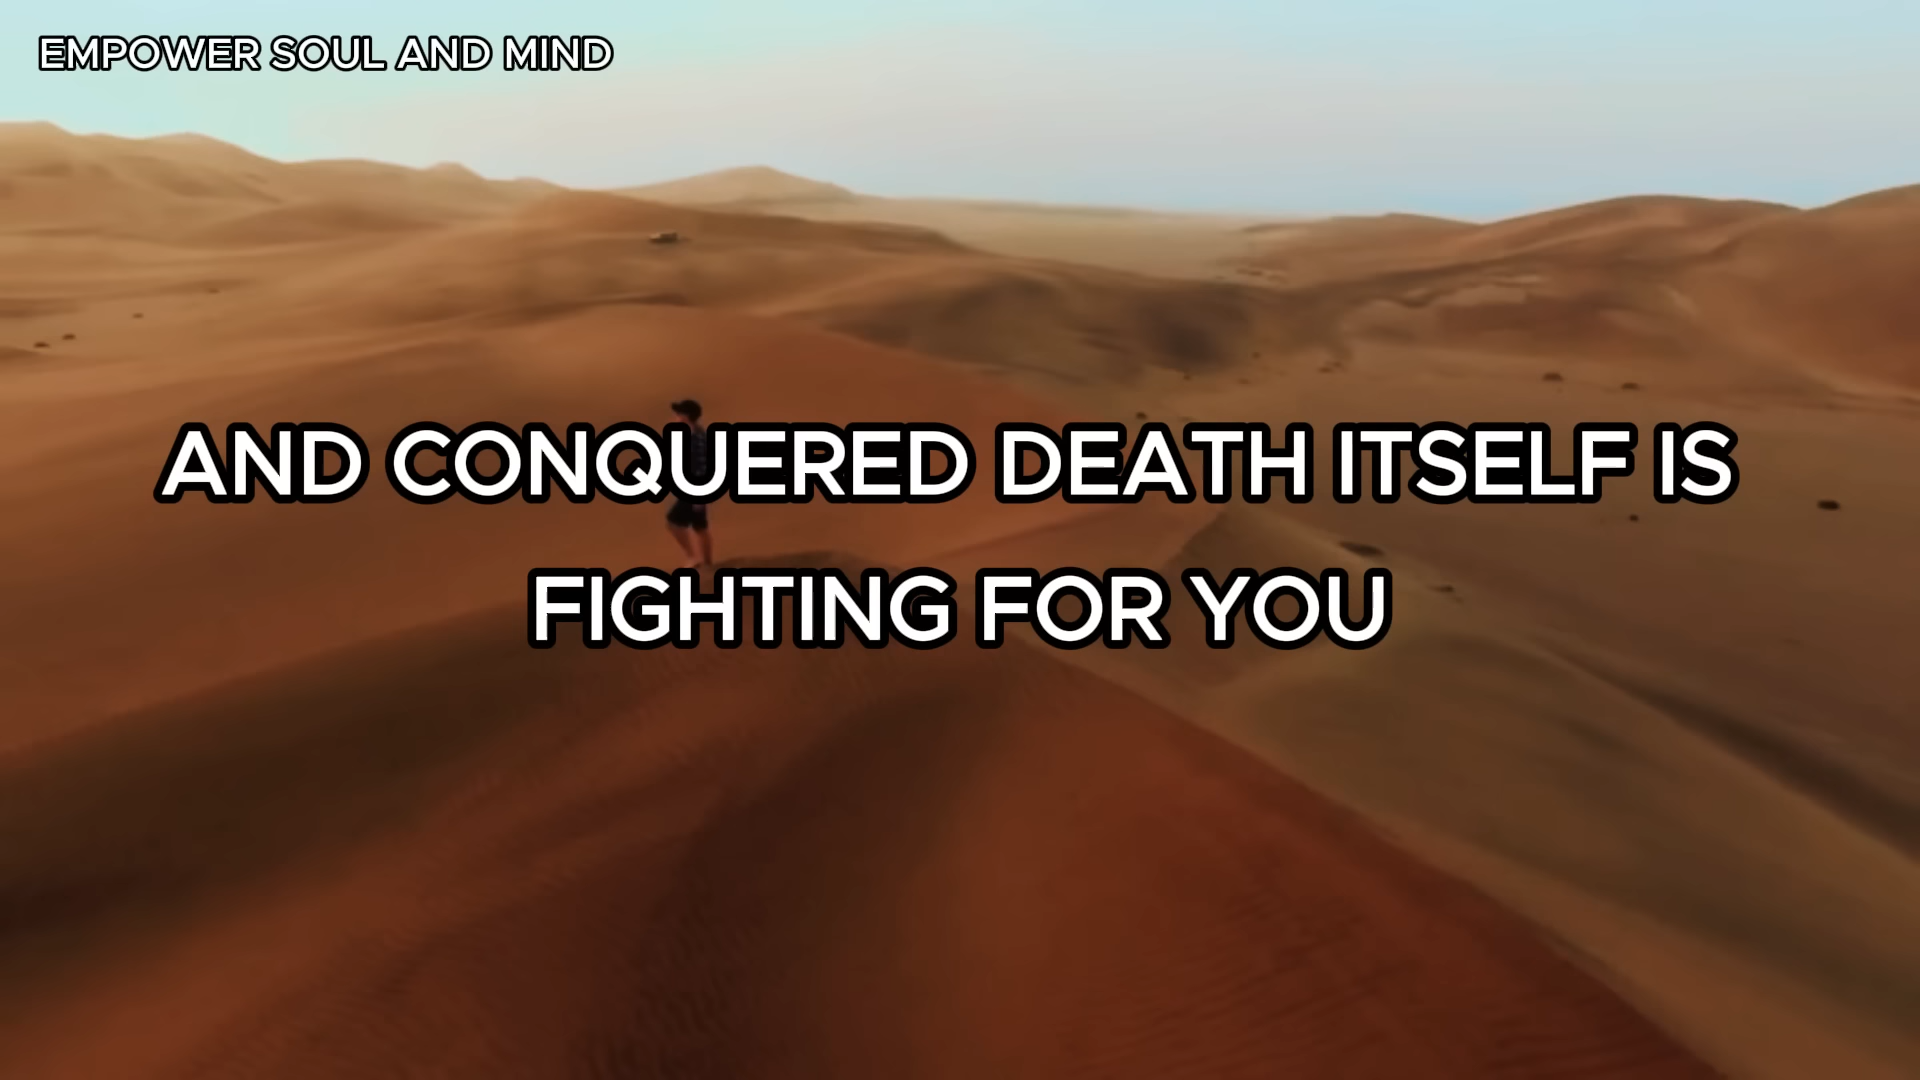 EMPOWER SOUL AND MIND
AND CONQUERED DEATH ITSELF IS
FIGHTING FOR YOU